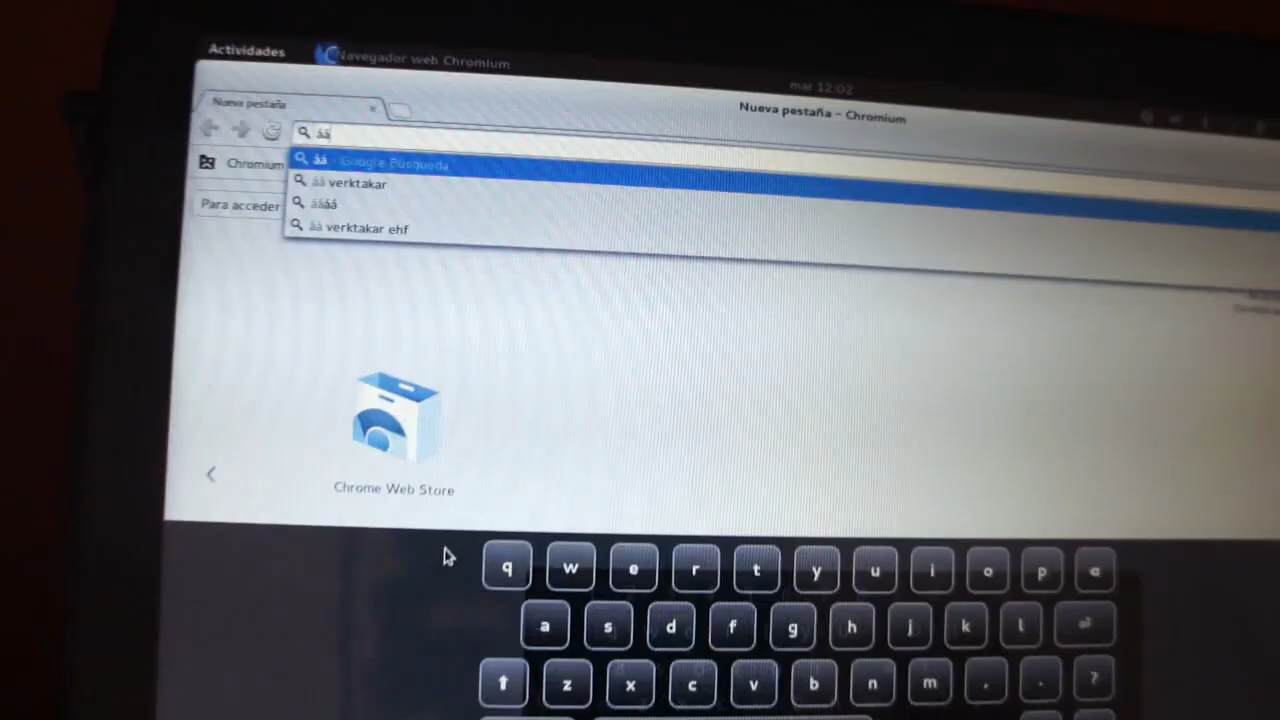 Actividades
Navegador web Chromium
mar 12:02
Nueva pestaña
Nueva pestaña - Chromium
áá
áá - Google Búsqueda
Chromium
áá verktakar
áááá
Para acceder
áá verktakar ehf
Chrome Web Store
q w e r t y u i o p
a s d f g h j k l
z x c v b n m , . ?